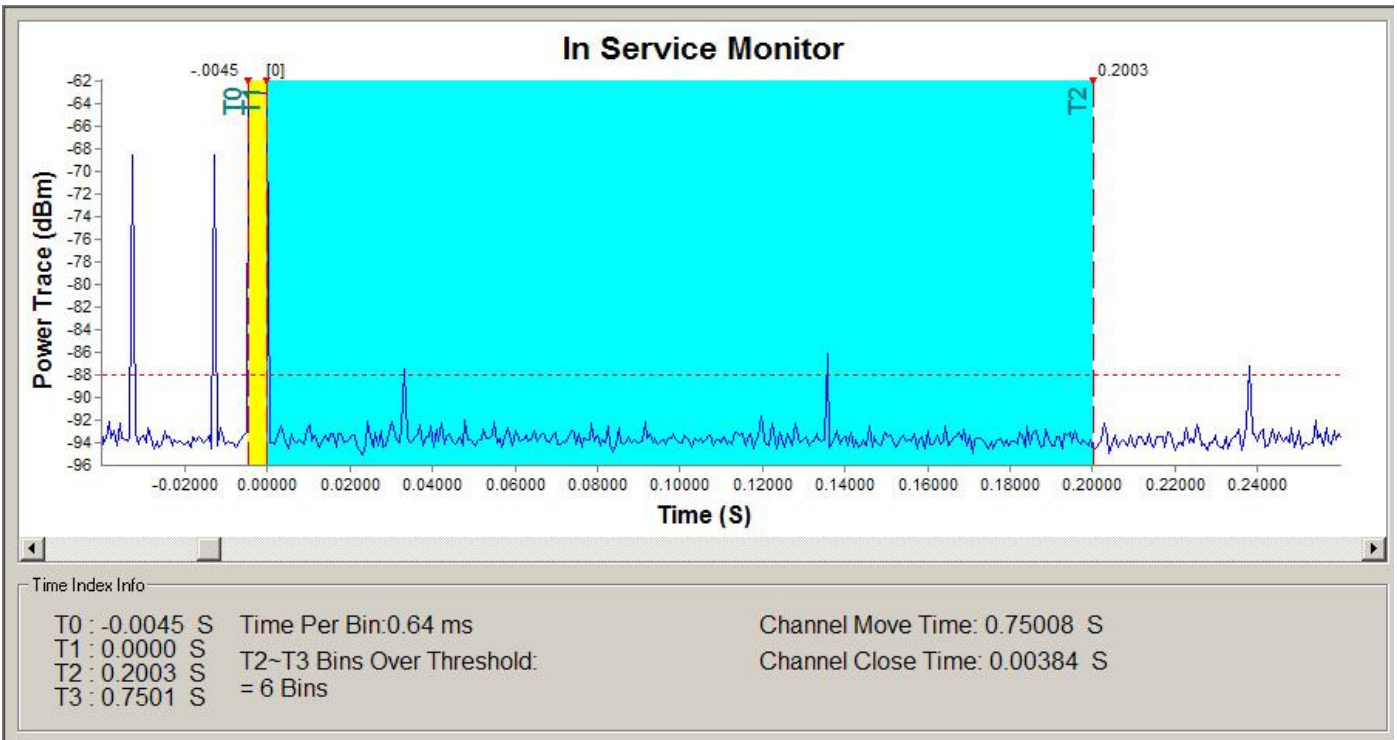 In Service Monitor
-.0045 [0] 0.2003
T0 T1 T2
Power Trace (dBm)
-62
-64
-66
-68
-70
-72
-74
-76
-78
-80
-82
-84
-86
-88
-90
-92
-94
-96
-0.02000 0.00000 0.02000 0.04000 0.06000 0.08000 0.10000 0.12000 0.14000 0.16000 0.18000 0.20000 0.22000 0.24000
Time (S)
Time Index Info
T0 : -0.0045 S
T1 : 0.0000 S
T2 : 0.2003 S
T3 : 0.7501 S
Time Per Bin:0.64 ms
T2~T3 Bins Over Threshold:
= 6 Bins
Channel Move Time: 0.75008 S
Channel Close Time: 0.00384 S